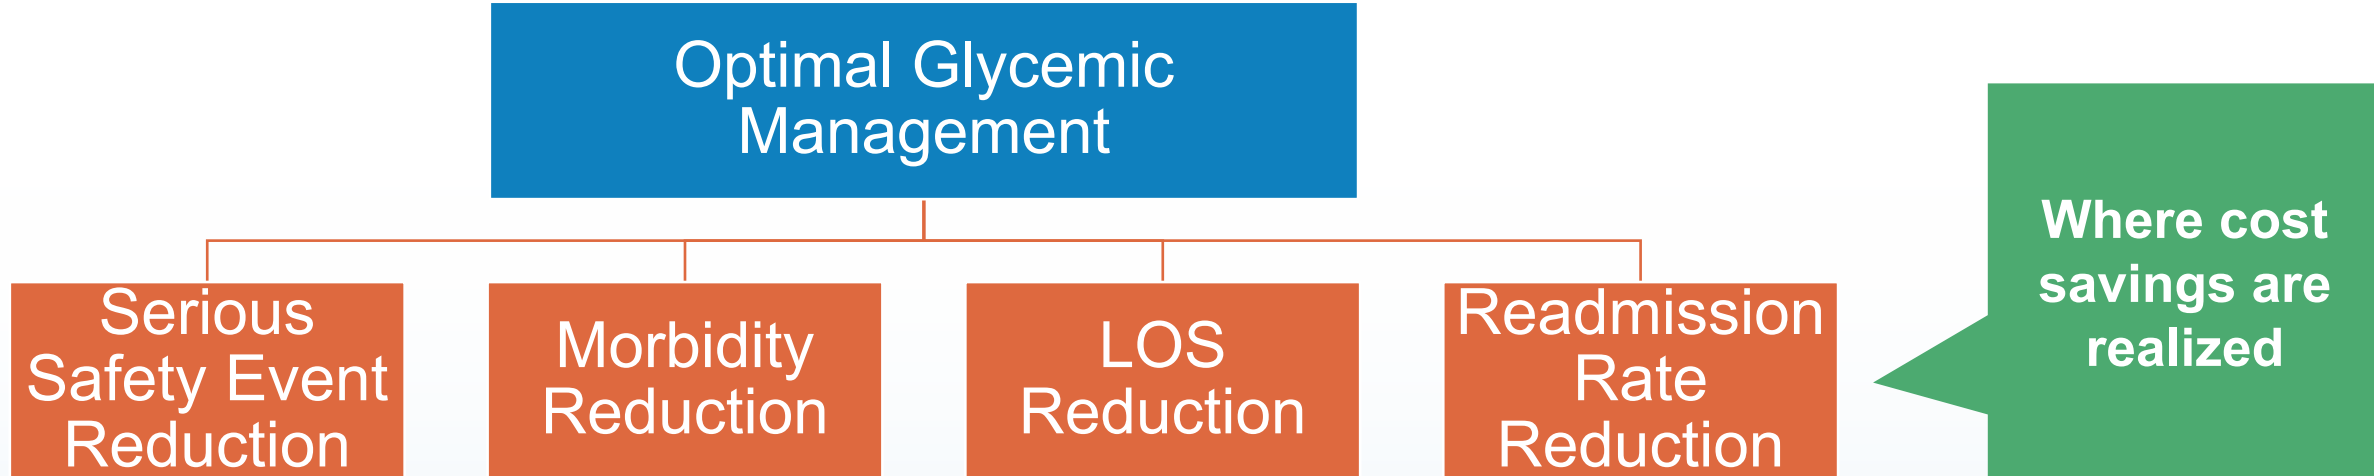 Optimal Glycemic
Management
Serious
Safety Event
Reduction
Morbidity
Reduction
LOS
Reduction
Readmission
Rate
Reduction
Where cost
savings are
realized